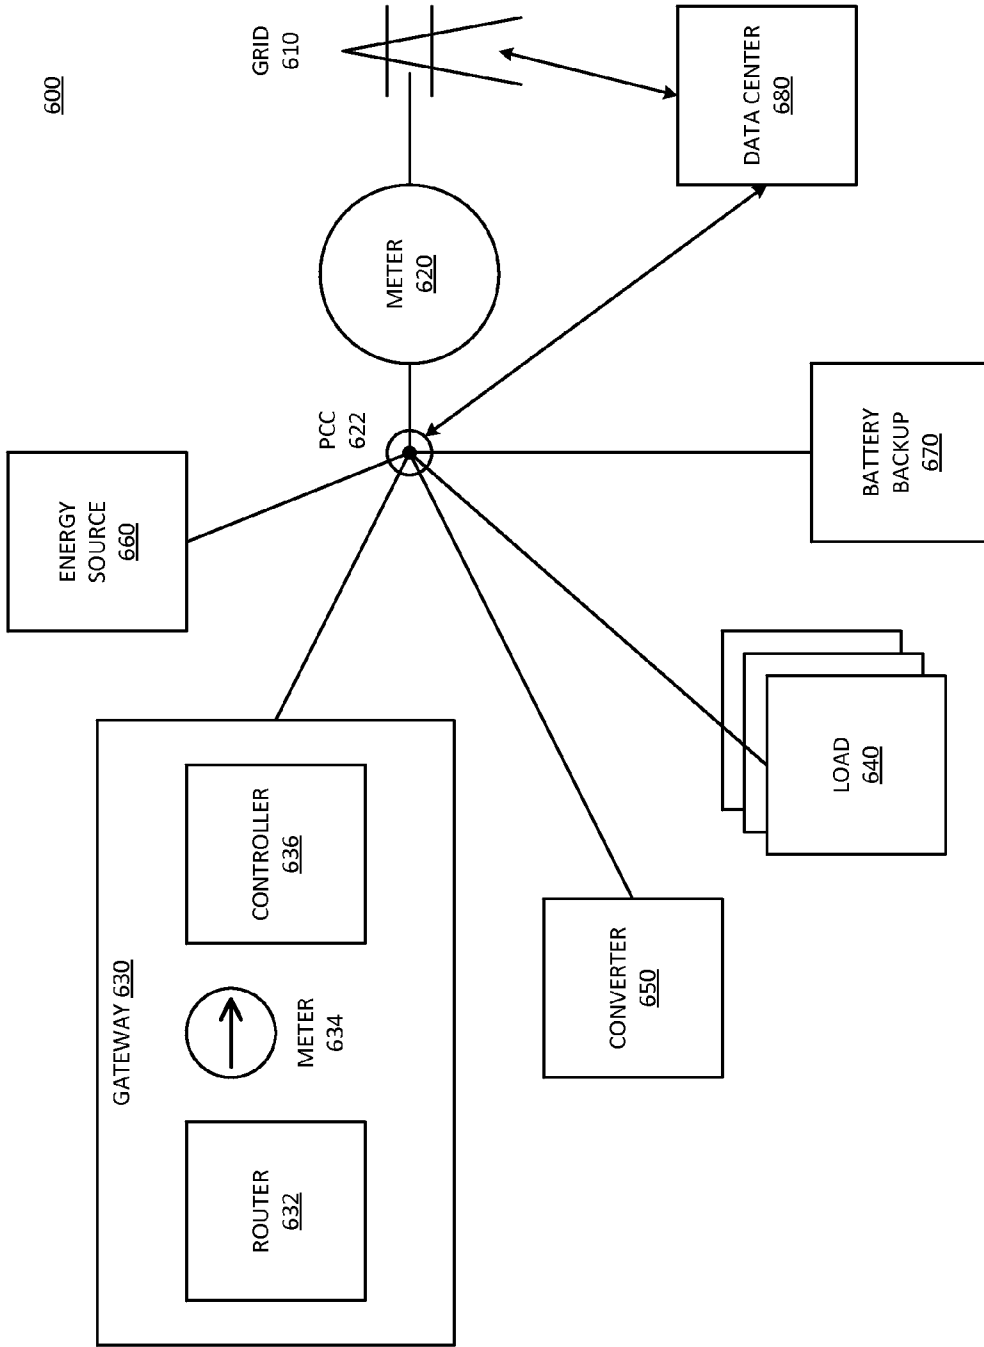 600
GRID
610
METER
620
DATA CENTER
680
PCC
622
ENERGY
SOURCE
660
BATTERY
BACKUP
670
GATEWAY 630
CONTROLLER
636
METER
634
ROUTER
632
LOAD
640
CONVERTER
650